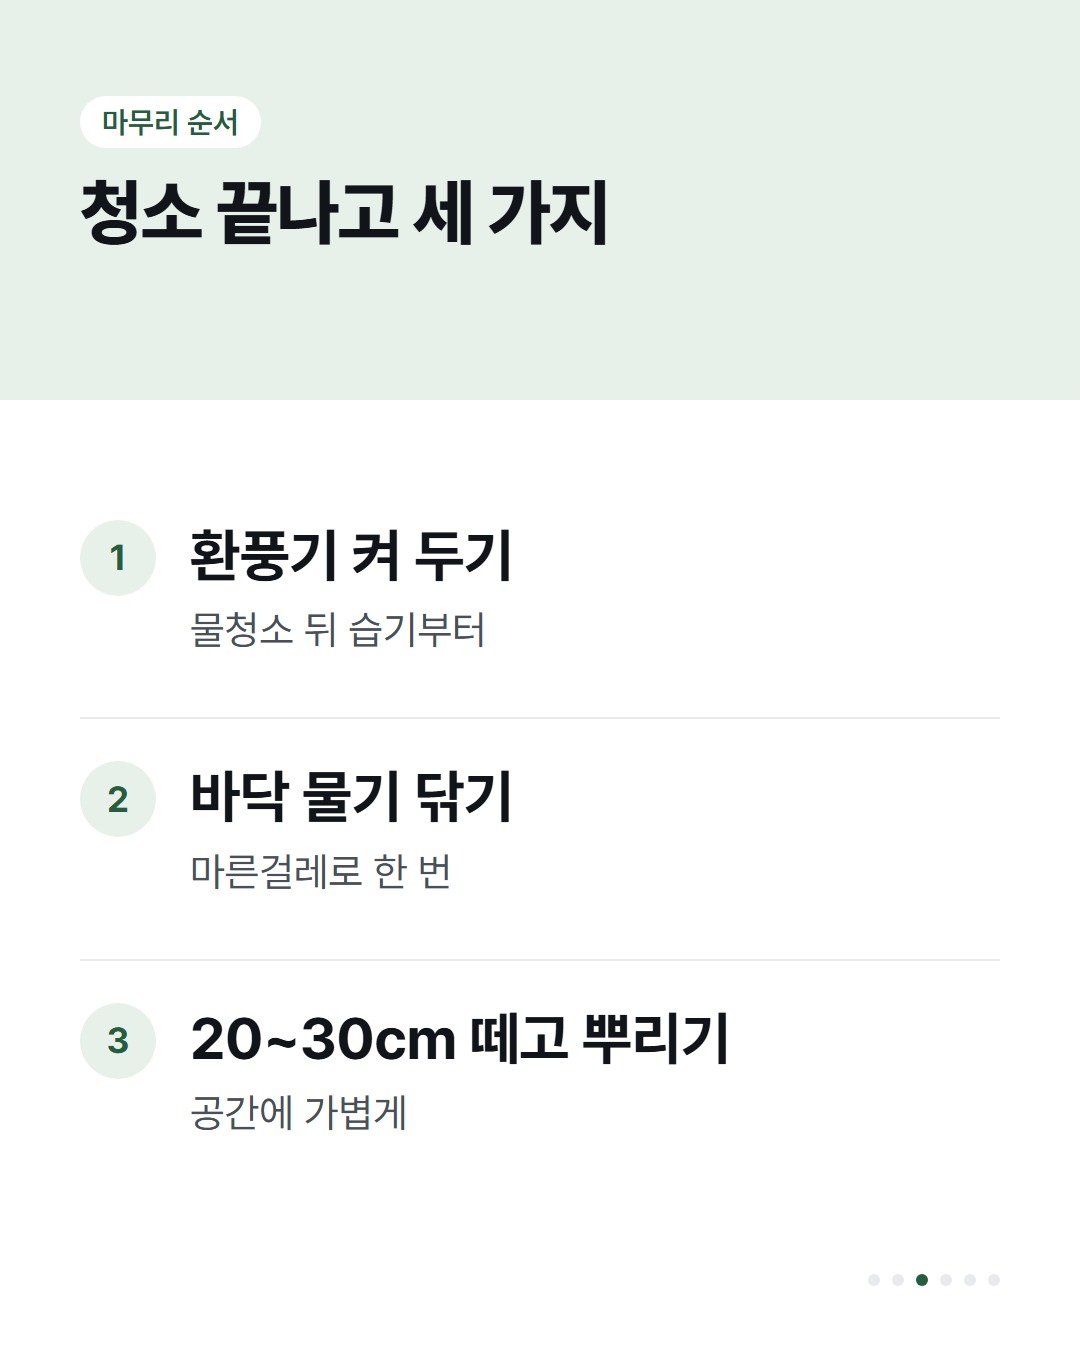 마무리 순서
청소 끝나고 세 가지
1
환풍기 켜 두기
물청소 뒤 습기부터
2
바닥 물기 닦기
마른걸레로 한 번
3
20~30cm 떼고 뿌리기
공간에 가볍게